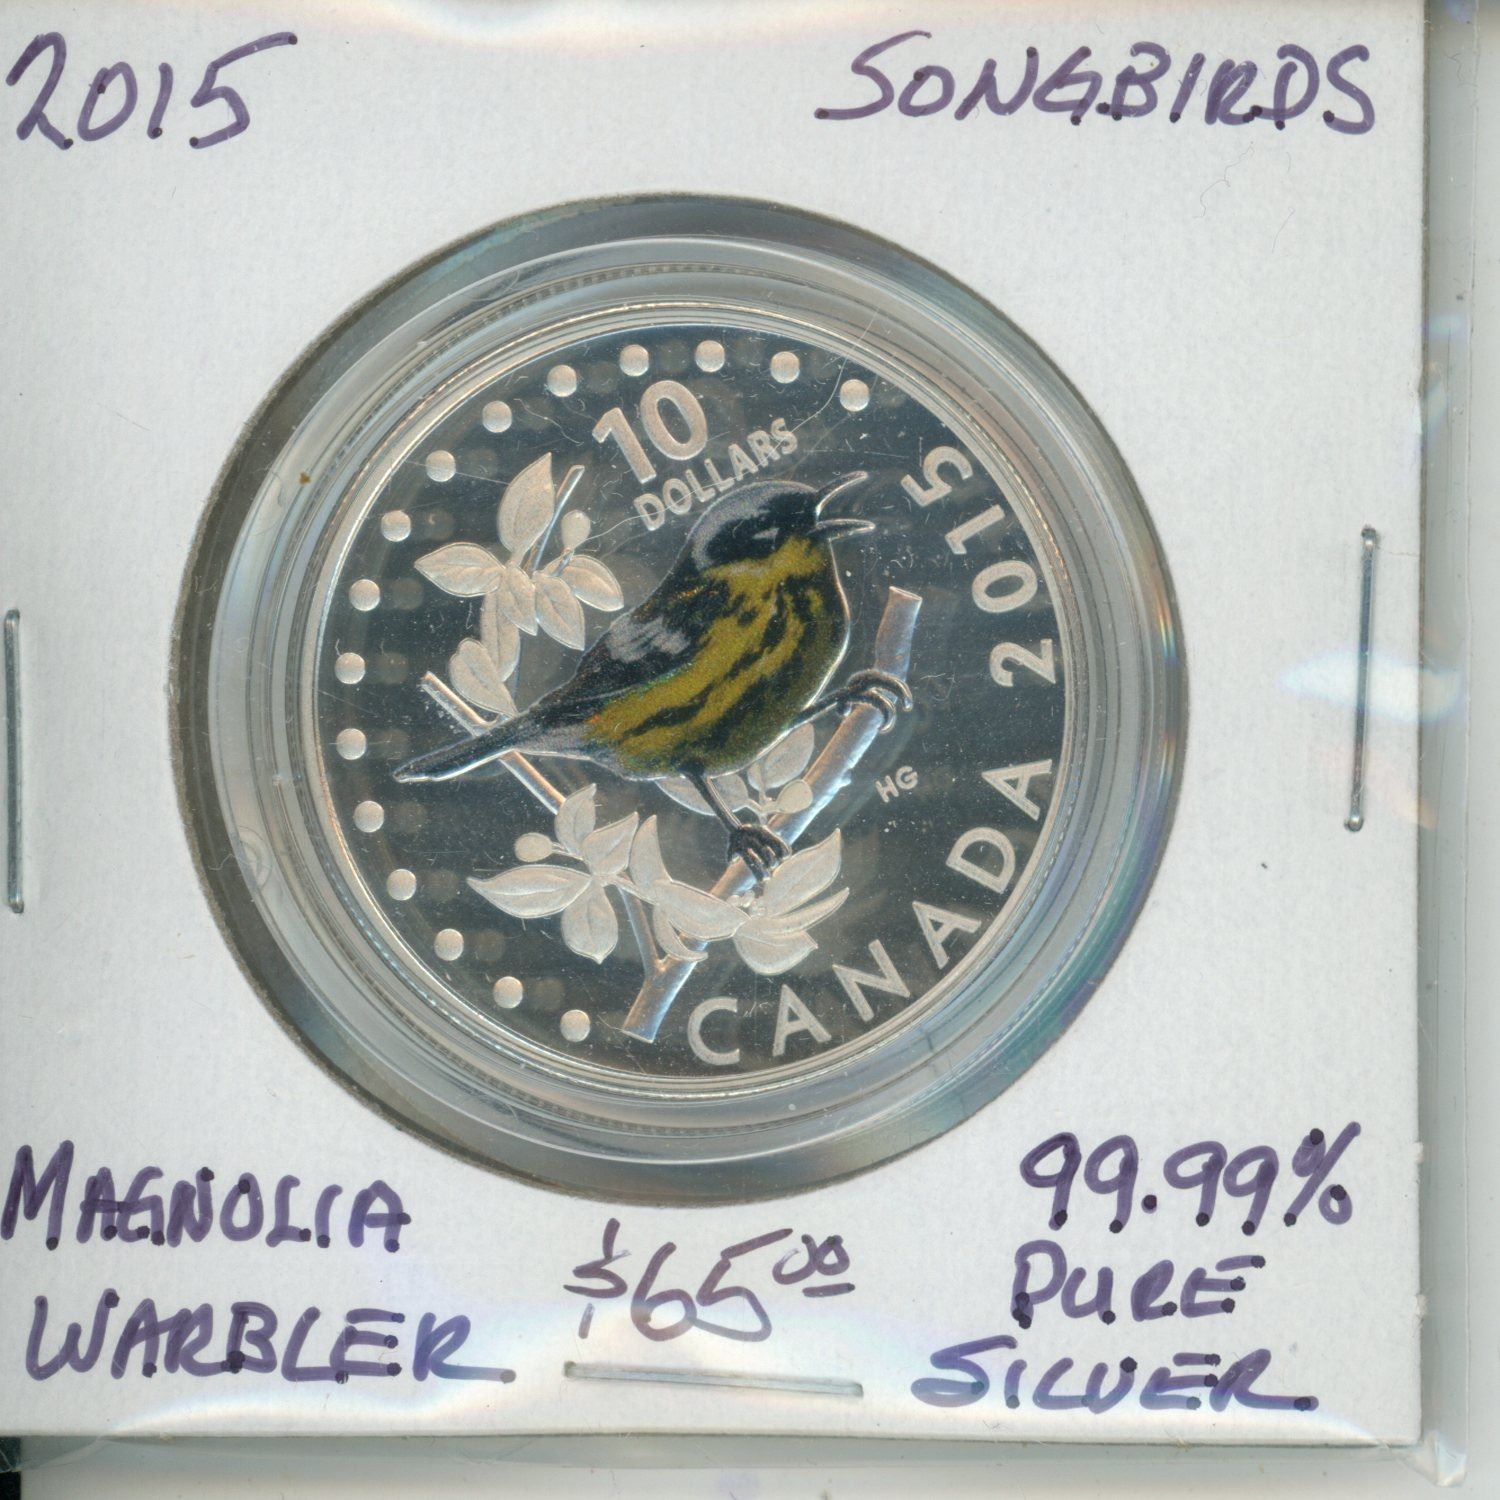 2015
SONGBIRDS
10
DOLLARS
CANADA 2015
HG
MAGNOLIA
WARBLER
$65.00
99.99%
PURE
SILVER